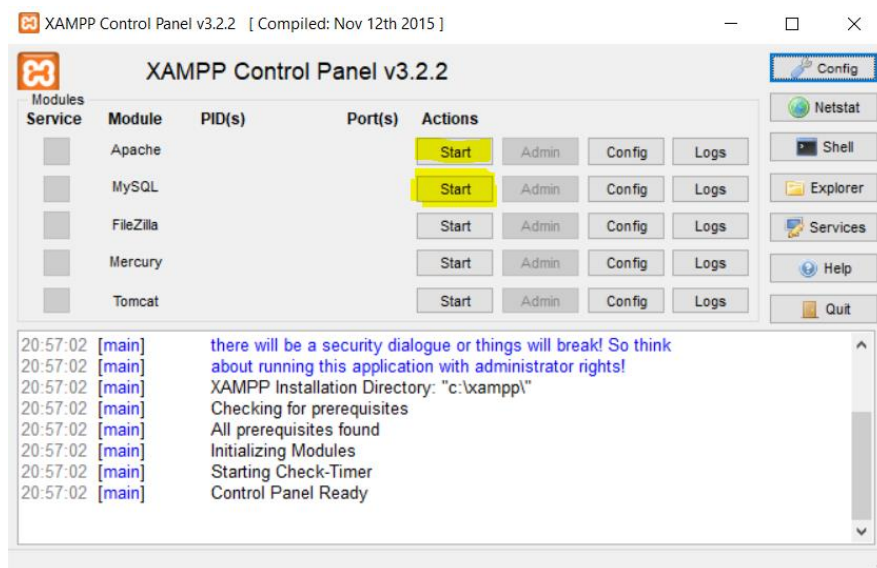 XAMPP Control Panel v3.2.2 [ Compiled: Nov 12th 2015 ]
XAMPP Control Panel v3.2.2
Config
Modules
Netstat
Service Module PID(s) Port(s) Actions
Apache Start Admin Config Logs
Shell
MySQL Start Admin Config Logs
Explorer
FileZilla Start Admin Config Logs
Services
Mercury Start Admin Config Logs
Help
Tomcat Start Admin Config Logs
Quit
20:57:02 [main] there will be a security dialogue or things will break! So think
20:57:02 [main] about running this application with administrator rights!
20:57:02 [main] XAMPP Installation Directory: "c:\xampp\"
20:57:02 [main] Checking for prerequisites
20:57:02 [main] All prerequisites found
20:57:02 [main] Initializing Modules
20:57:02 [main] Starting Check-Timer
20:57:02 [main] Control Panel Ready